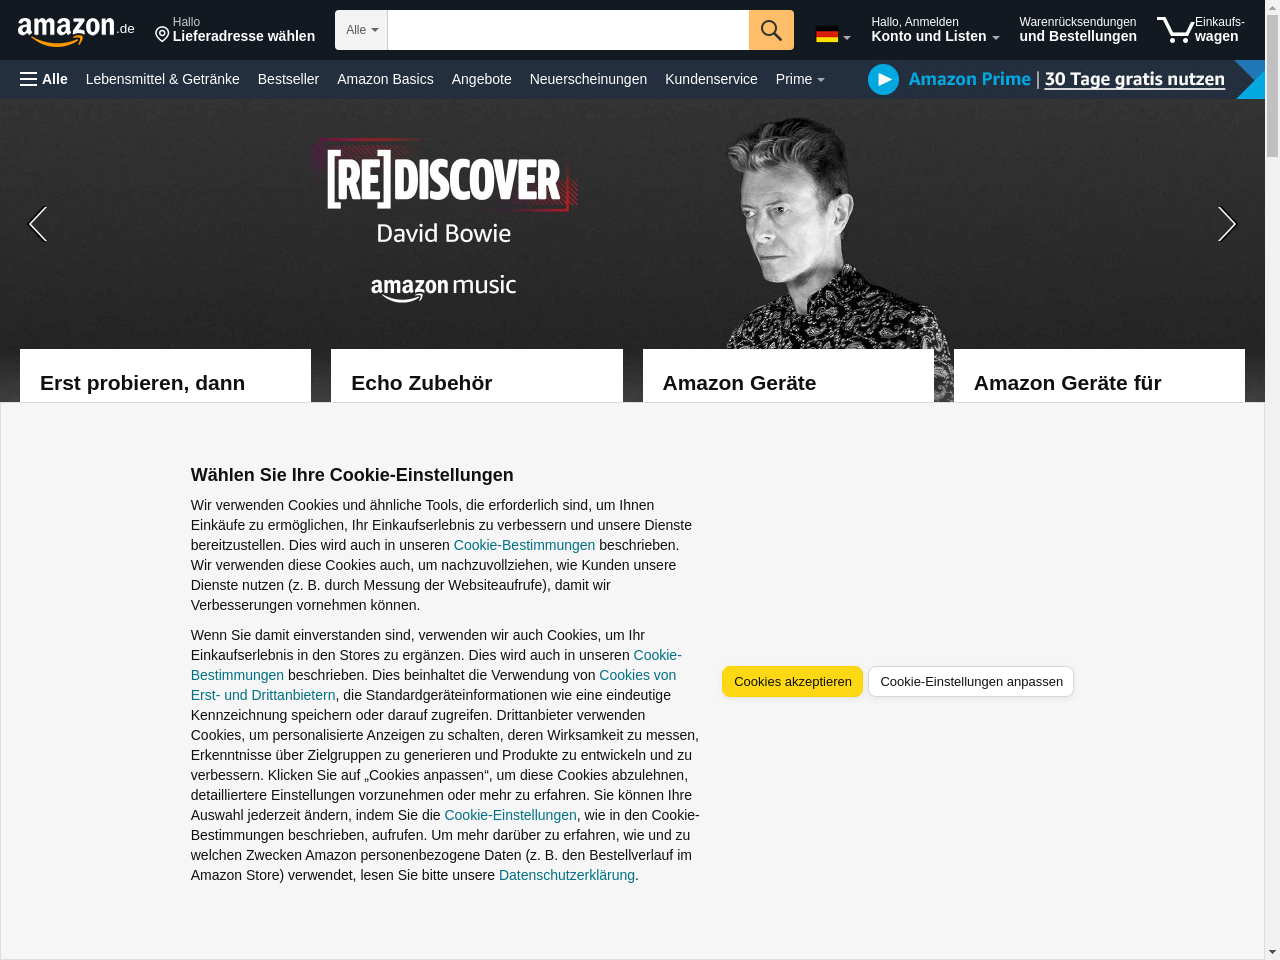 amazon.de
Hallo
Lieferadresse wählen
Alle
Hallo, Anmelden
Konto und Listen
Warenrücksendungen
und Bestellungen
Einkaufs-
wagen
Alle
Lebensmittel & Getränke
Bestseller
Amazon Basics
Angebote
Neuerscheinungen
Kundenservice
Prime
Amazon Prime | 30 Tage gratis nutzen
[RE]DISCOVER
David Bowie
amazon music
Erst probieren, dann
Echo Zubehör
Amazon Geräte
Amazon Geräte für
Wählen Sie Ihre Cookie-Einstellungen
Wir verwenden Cookies und ähnliche Tools, die erforderlich sind, um Ihnen
Einkäufe zu ermöglichen, Ihr Einkaufserlebnis zu verbessern und unsere Dienste
bereitzustellen. Dies wird auch in unseren Cookie-Bestimmungen beschrieben.
Wir verwenden diese Cookies auch, um nachzuvollziehen, wie Kunden unsere
Dienste nutzen (z. B. durch Messung der Websiteaufrufe), damit wir
Verbesserungen vornehmen können.
Wenn Sie damit einverstanden sind, verwenden wir auch Cookies, um Ihr
Einkaufserlebnis in den Stores zu ergänzen. Dies wird auch in unseren Cookie-
Bestimmungen beschrieben. Dies beinhaltet die Verwendung von Cookies von
Erst- und Drittanbietern, die Standardgeräteinformationen wie eine eindeutige
Kennzeichnung speichern oder darauf zugreifen. Drittanbieter verwenden
Cookies, um personalisierte Anzeigen zu schalten, deren Wirksamkeit zu messen,
Erkenntnisse über Zielgruppen zu generieren und Produkte zu entwickeln und zu
verbessern. Klicken Sie auf „Cookies anpassen“, um diese Cookies abzulehnen,
detailliertere Einstellungen vorzunehmen oder mehr zu erfahren. Sie können Ihre
Auswahl jederzeit ändern, indem Sie die Cookie-Einstellungen, wie in den Cookie-
Bestimmungen beschrieben, aufrufen. Um mehr darüber zu erfahren, wie und zu
welchen Zwecken Amazon personenbezogene Daten (z. B. den Bestellverlauf im
Amazon Store) verwendet, lesen Sie bitte unsere Datenschutzerklärung.
Cookies akzeptieren
Cookie-Einstellungen anpassen